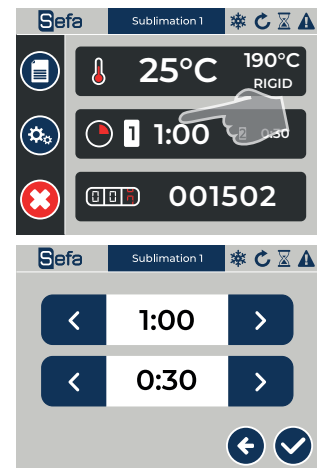 Sefa Sublimation 1
25°C 190°C
RIGID
1 1:00 2 0:30
001502
Sefa Sublimation 1
1:00
0:30